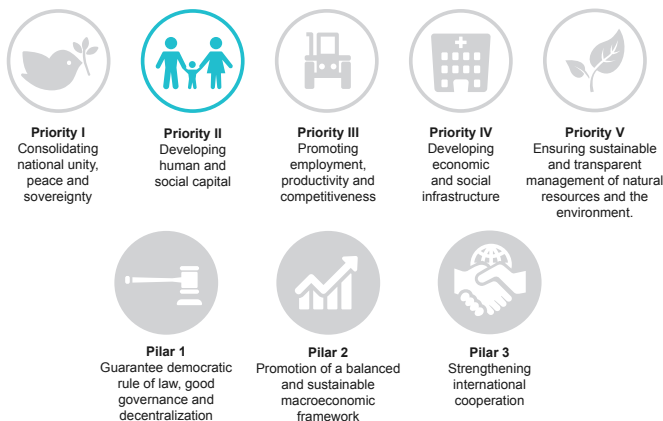 Priority I
Consolidating
national unity,
peace and
sovereignty
Priority II
Developing
human and
social capital
Priority III
Promoting
employment,
productivity and
competitiveness
Priority IV
Developing
economic
and social
infrastructure
Priority V
Ensuring sustainable
and transparent
management of natural
resources and the
environment.
Pilar 1
Guarantee democratic
rule of law, good
governance and
decentralization
Pilar 2
Promotion of a balanced
and sustainable
macroeconomic
framework
Pilar 3
Strengthening
international
cooperation